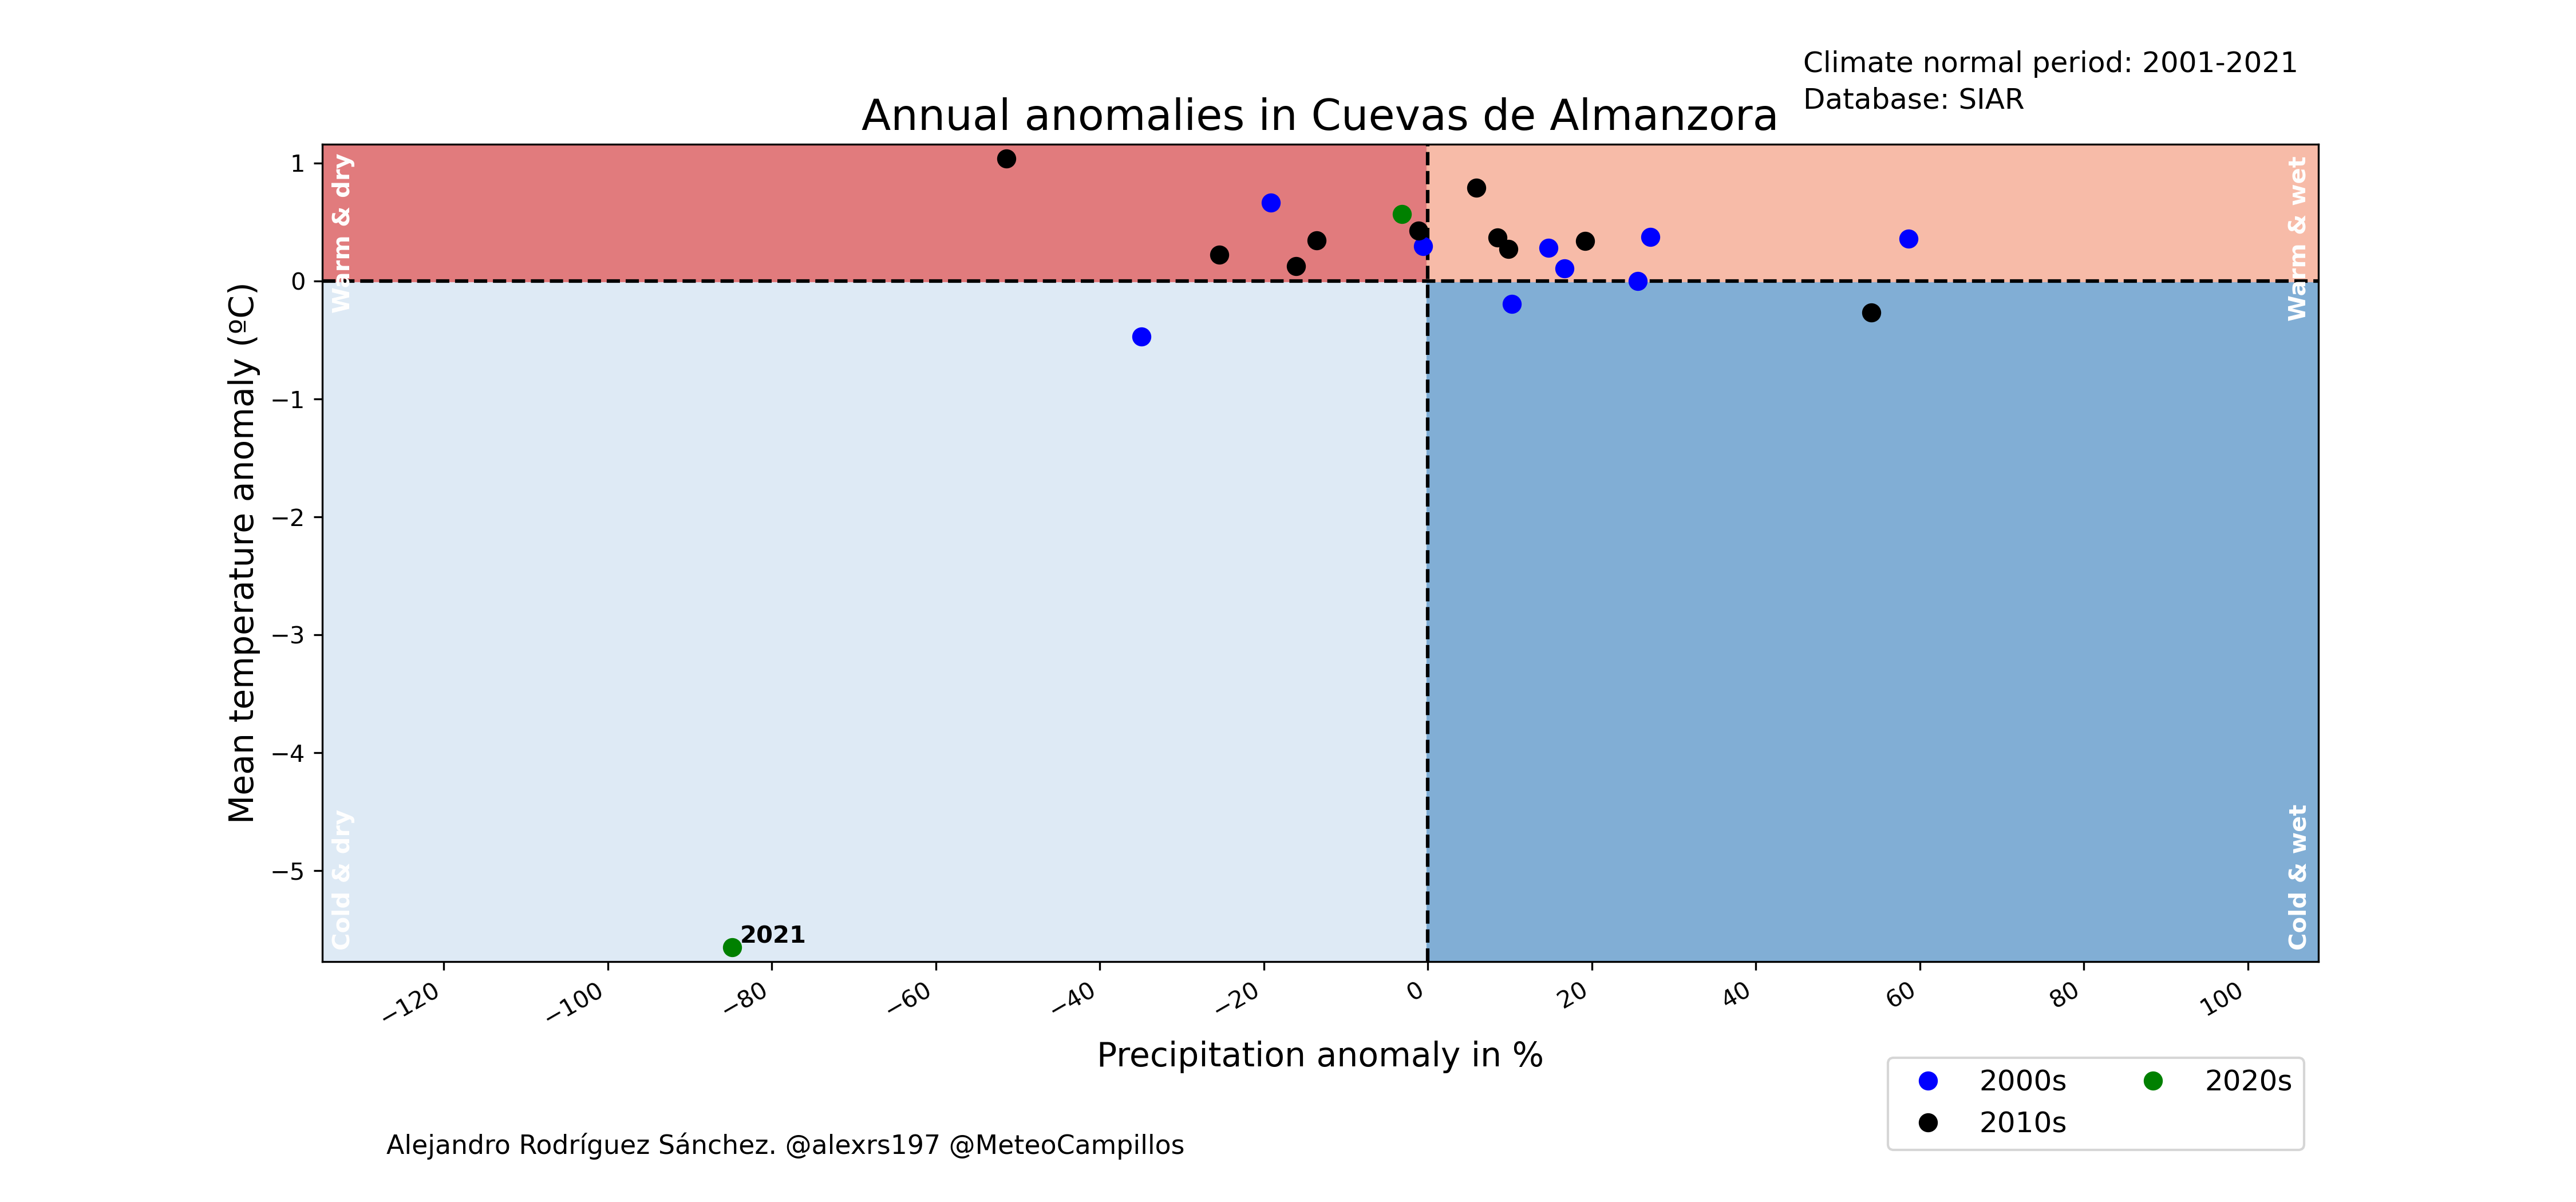 Climate normal period: 2001-2021
Database: SIAR
Annual anomalies in Cuevas de Almanzora
Mean temperature anomaly (ºC)
1
0
−1
−2
−3
−4
−5
Warm & dry
Warm & wet
Cold & dry
Cold & wet
2021
−120
−100
−80
−60
−40
−20
0
20
40
60
80
100
Precipitation anomaly in %
2000s
2010s
2020s
Alejandro Rodríguez Sánchez. @alexrs197 @MeteoCampillos